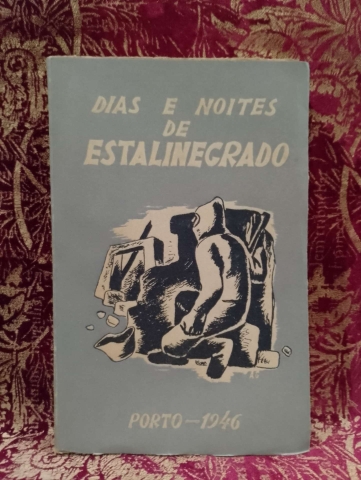 DIAS E NOITES
DE
ESTALINEGRADO
PORTO-1946